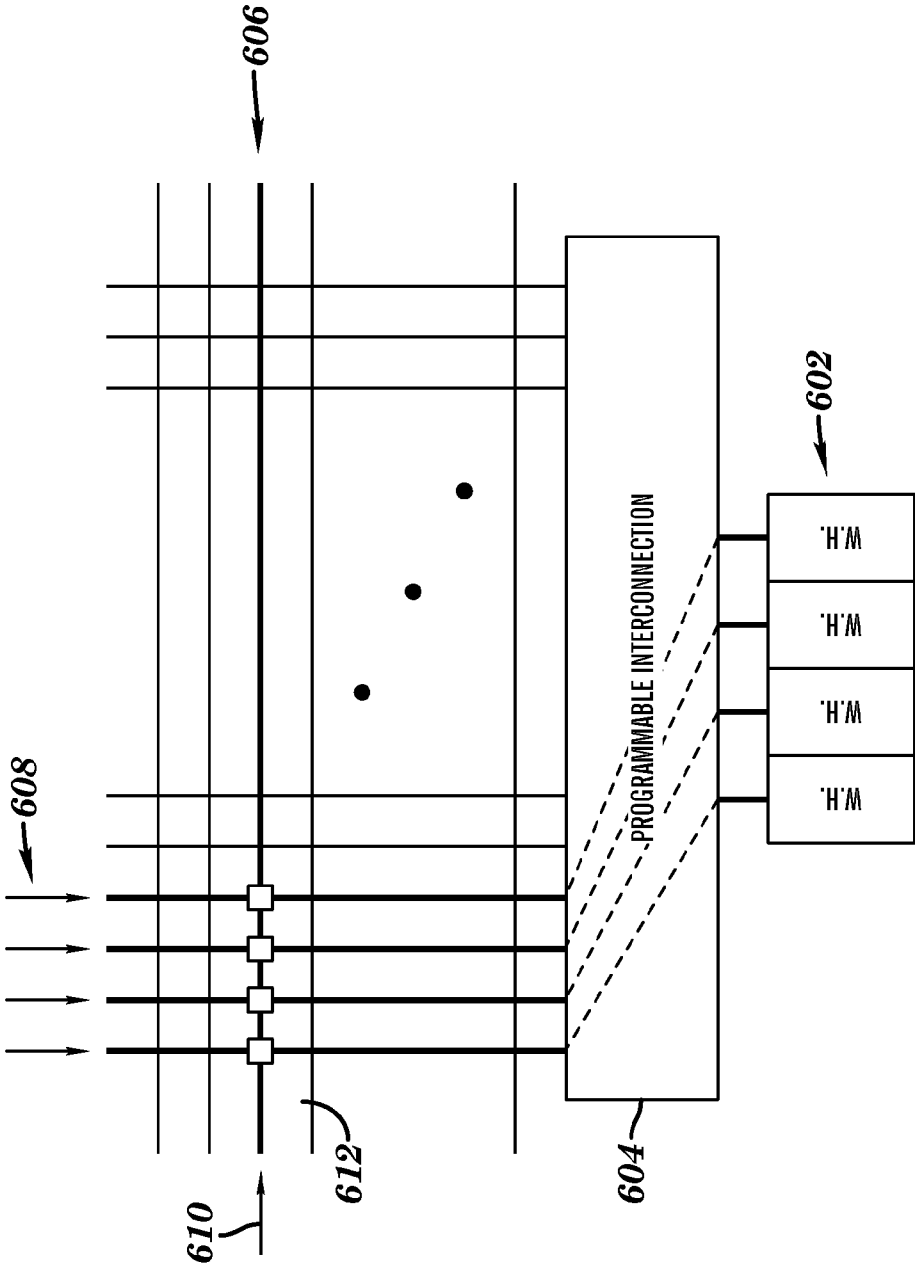 606
608
610
612
PROGRAMMABLE INTERCONNECTION
604
602
W.H.
W.H.
W.H.
W.H.